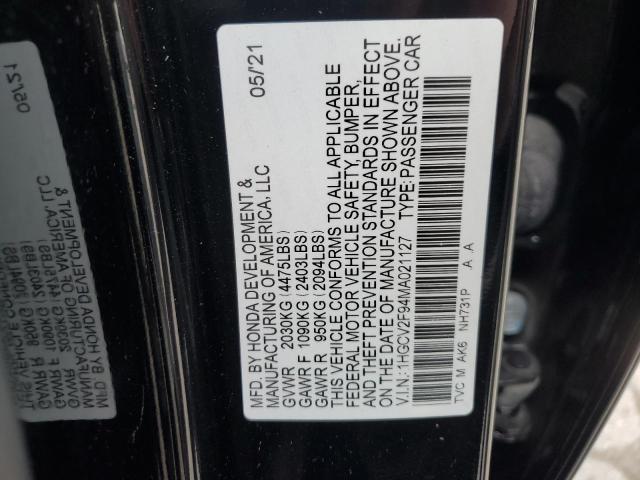 MFD. BY HONDA DEVELOPMENT & 05/'21
MANUFACTURING OF AMERICA, LLC
GVWR 2030KG (4475LBS)
GAWR F 1090KG (2403LBS)
GAWR R 950KG (2094LBS)
THIS VEHICLE CONFORMS TO ALL APPLICABLE
FEDERAL MOTOR VEHICLE SAFETY, BUMPER,
AND THEFT PREVENTION STANDARDS IN EFFECT
ON THE DATE OF MANUFACTURE SHOWN ABOVE.
V.I.N.:1HGCV2F94MA021127 TYPE:PASSENGER CAR
TVC M AK6 NH731P A A